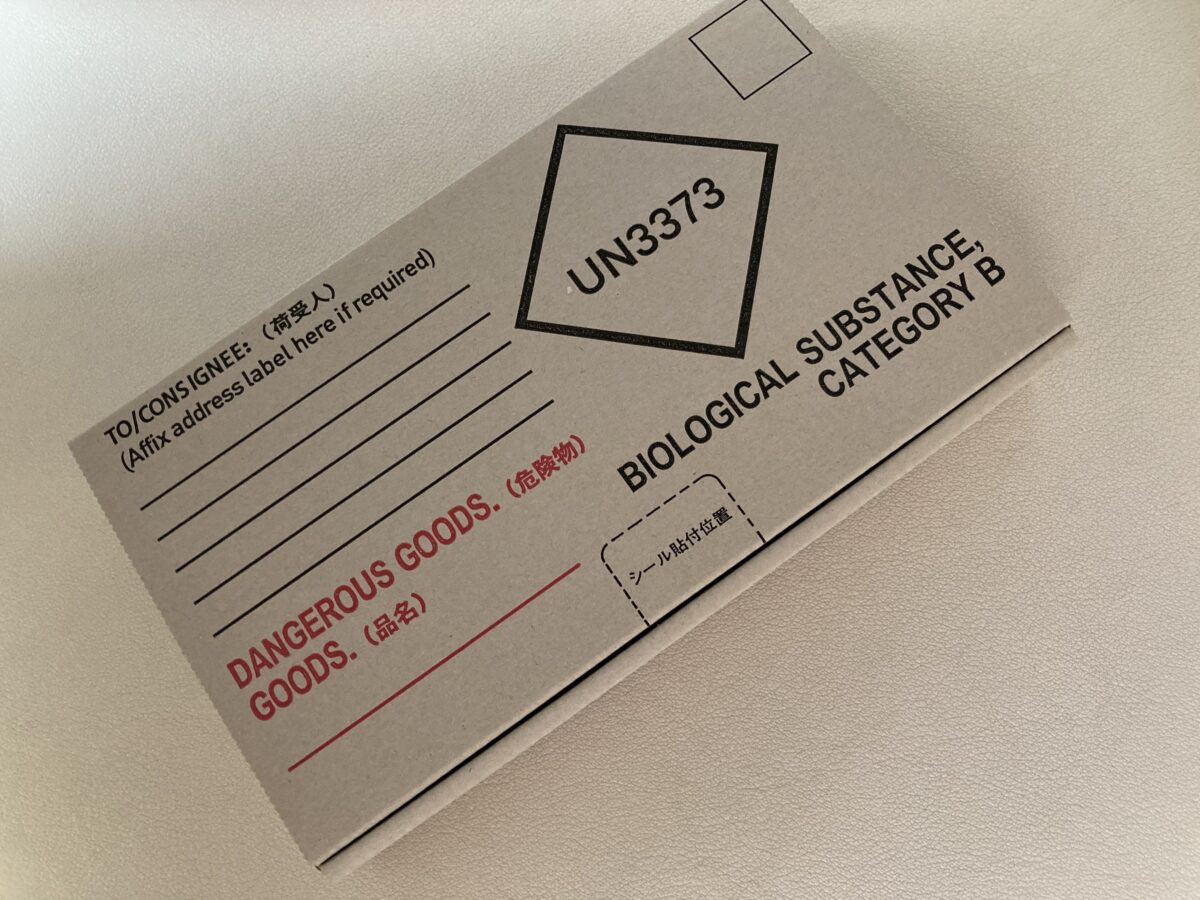 TO/CONSIGNEE:（荷受人）
(Affix address label here if required)
DANGEROUS GOODS.（危険物）
GOODS.（品名）
UN3373
BIOLOGICAL SUBSTANCE,
CATEGORY B
シール貼付位置